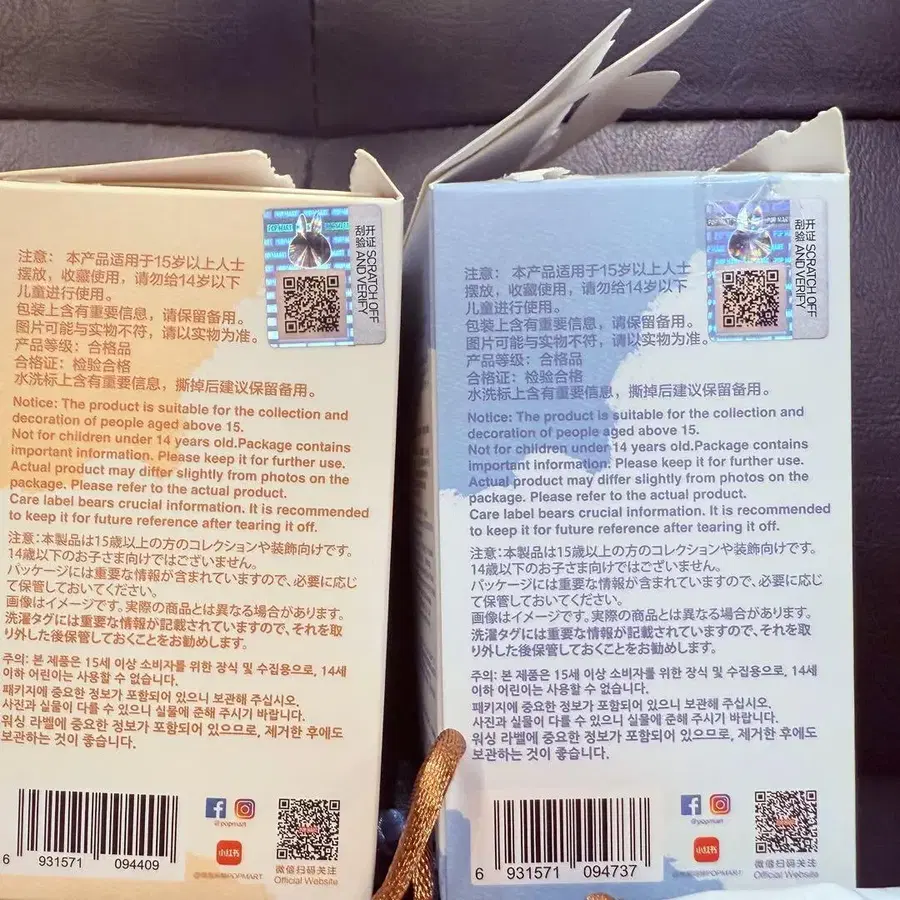 POP MART
刮开
验证
SCRATCH OFF
AND VERIFY
注意： 本产品适用于15岁以上人士
摆放，收藏使用，请勿给14岁以下
儿童进行使用。
包装上含有重要信息，请保留备用。
图片可能与实物不符，请以实物为准。
产品等级：合格品
合格证：检验合格
水洗标上含有重要信息，撕掉后建议保留备用。
Notice: The product is suitable for the collection and
decoration of people aged above 15.
Not for children under 14 years old.Package contains
important information. Please keep it for further use.
Actual product may differ slightly from photos on the
package. Please refer to the actual product.
Care label bears crucial information. It is recommended
to keep it for future reference after tearing it off.
注意：本製品は15歳以上の方のコレクションや装飾向けです。
14歳以下のお子さま向けではございません。
パッケージには重要な情報が含まれていますので、必要に応じ
て保管しておいてください。
画像はイメージです。実際の商品とは異なる場合があります。
洗濯タグには重要な情報が記載されていますので、それを取
り外した後保管しておくことをお勧めします。
주의: 본 제품은 15세 이상 소비자를 위한 장식 및 수집용으로, 14세
이하 어린이는 사용할 수 없습니다.
패키지에 중요한 정보가 포함되어 있으니 보관해 주십시오.
사진과 실물이 다를 수 있으니 실물에 준해 주시기 바랍니다.
워싱 라벨에 중요한 정보가 포함되어 있으므로, 제거한 후에도
보관하는 것이 좋습니다.
6 931571 094409
@popmart
小红书
POPMART
微信扫码关注
Official Website
POP MART
刮开
验证
SCRATCH OFF
AND VERIFY
注意： 本产品适用于15岁以上人士
摆放，收藏使用，请勿给14岁以下
儿童进行使用。
包装上含有重要信息，请保留备用。
图片可能与实物不符，请以实物为准。
产品等级：合格品
合格证：检验合格
水洗标上含有重要信息，撕掉后建议保留备用。
Notice: The product is suitable for the collection and
decoration of people aged above 15.
Not for children under 14 years old.Package contains
important information. Please keep it for further use.
Actual product may differ slightly from photos on the
package. Please refer to the actual product.
Care label bears crucial information. It is recommended
to keep it for future reference after tearing it off.
注意：本製品は15歳以上の方のコレクションや装飾向けです。
14歳以下のお子さま向けではございません。
パッケージには重要な情報が含まれていますので、必要に応じ
て保管しておいてください。
画像はイメージです。実際の商品とは異なる場合があります。
洗濯タグには重要な情報が記載されていますので、それを取
り外した後保管しておくことをお勧めします。
주의: 본 제품은 15세 이상 소비자를 위한 장식 및 수집용으로, 14세
이하 어린이는 사용할 수 없습니다.
패키지에 중요한 정보가 포함되어 있으니 보관해 주십시오.
사진과 실물이 다를 수 있으니 실물에 준해 주시기 바랍니다.
워싱 라벨에 중요한 정보가 포함되어 있으므로, 제거한 후에도
보관하는 것이 좋습니다.
6 931571 094737
@popmart
小红书
POPMART
微信扫码关注
Official Website